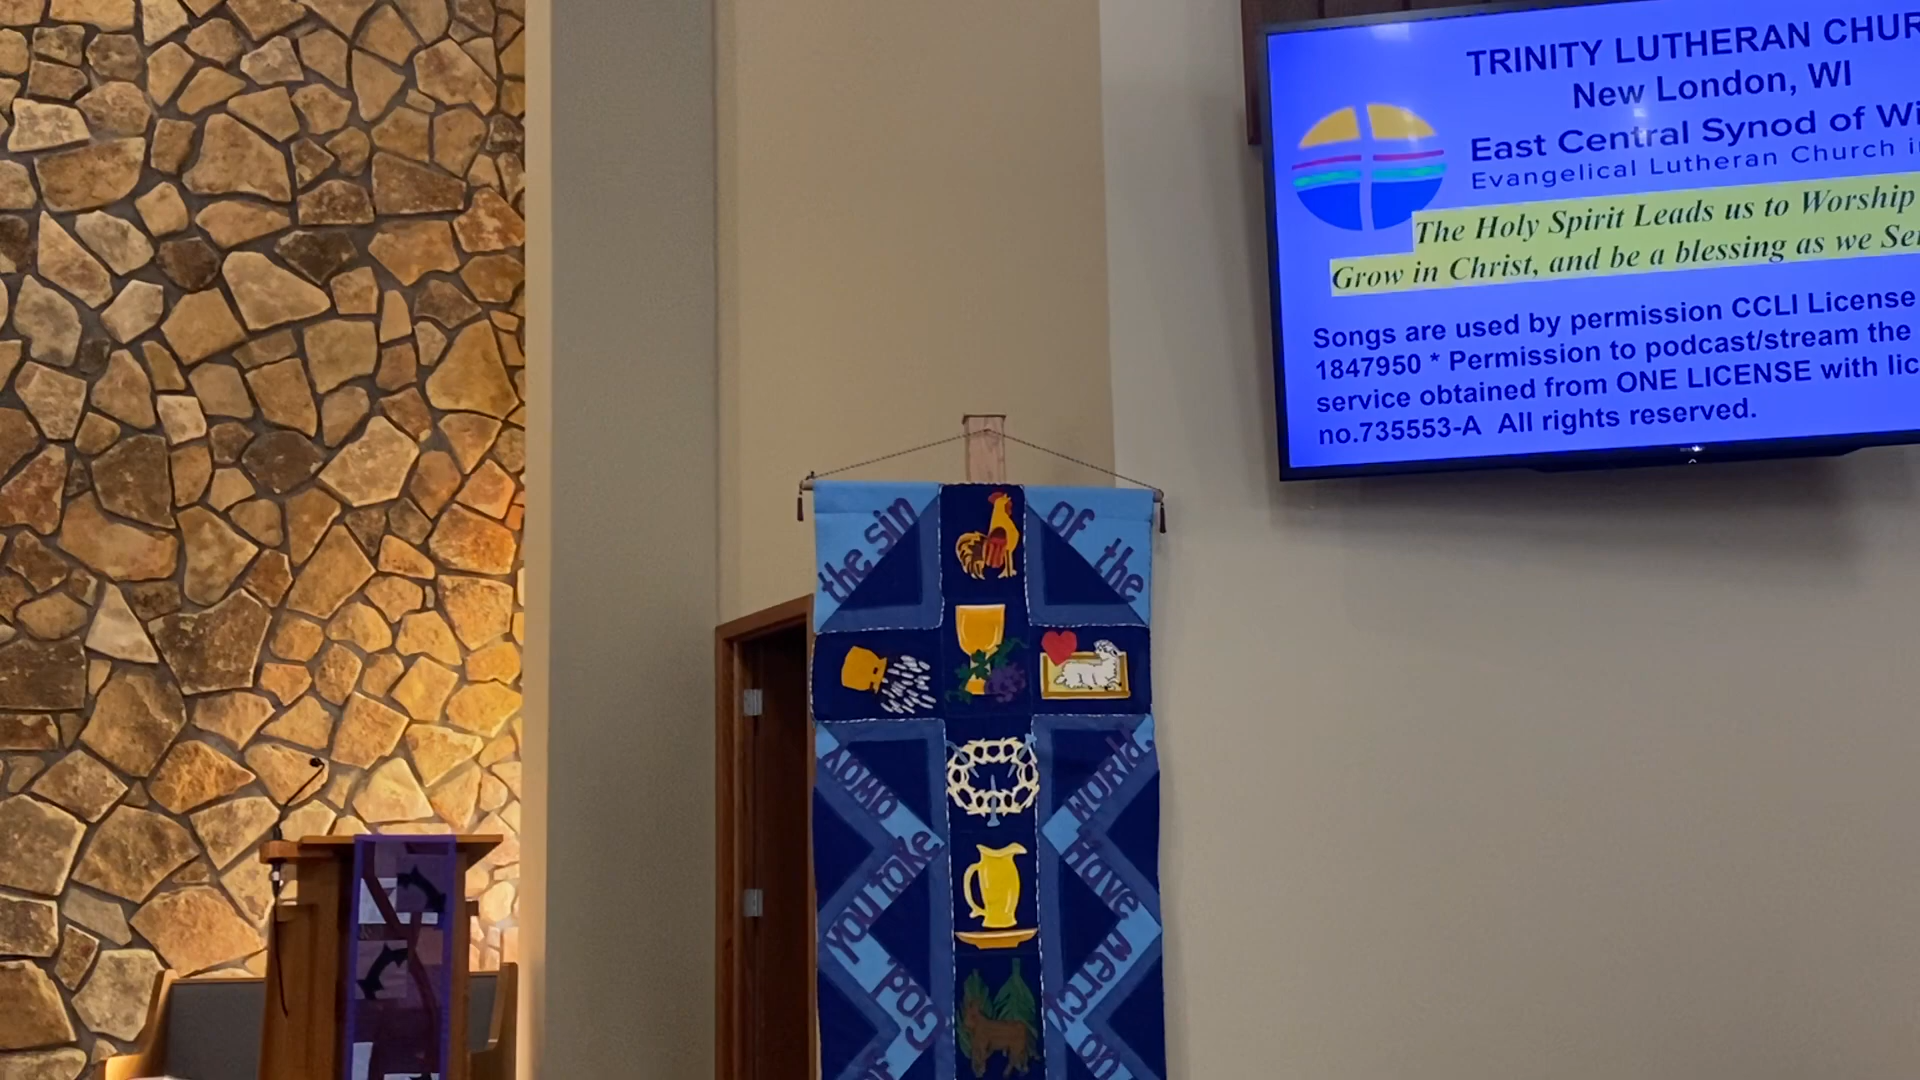 TRINITY LUTHERAN CHUR
New London, WI
East Central Synod of Wi
Evangelical Lutheran Church i
The Holy Spirit Leads us to Worship
Grow in Christ, and be a blessing as we Se
Songs are used by permission CCLI License
1847950 * Permission to podcast/stream the
service obtained from ONE LICENSE with lic
no.735553-A All rights reserved.
of God
You take
the sin
of the
World.
Have
Mercy
on